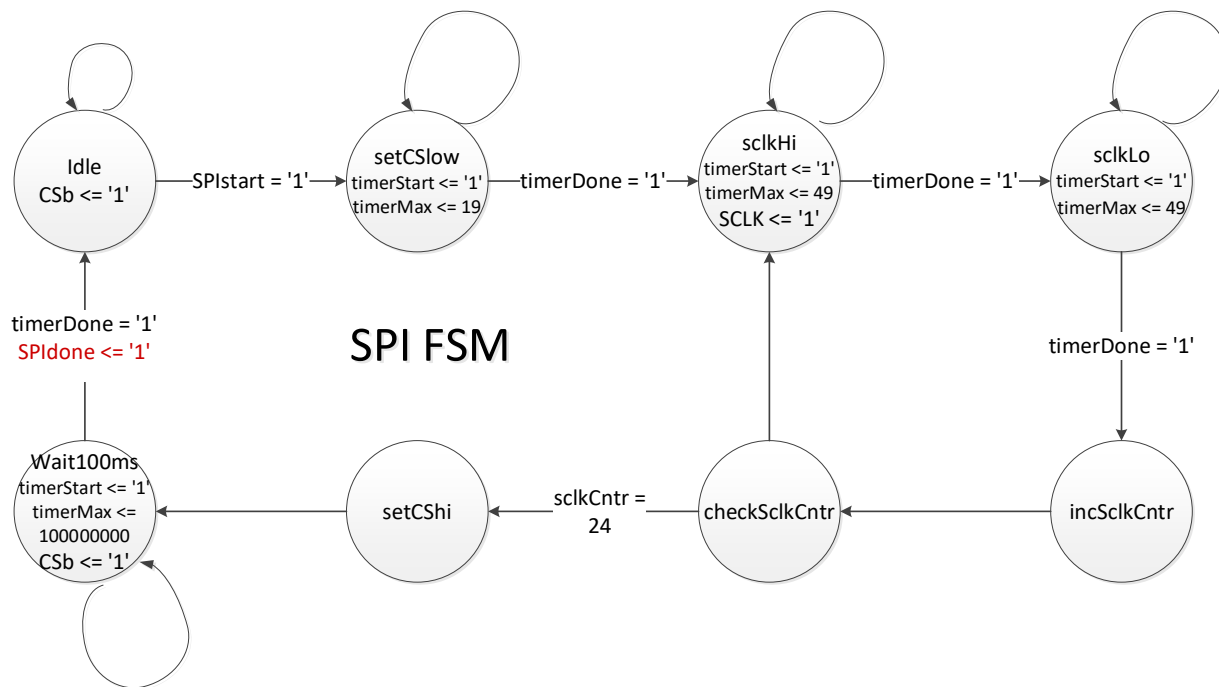 Idle
CSb <= '1'
SPIstart = '1'
setCSlow
timerStart <= '1'
timerMax <= 19
timerDone = '1'
sclkHi
timerStart <= '1'
timerMax <= 49
SCLK <= '1'
timerDone = '1'
sclkLo
timerStart <= '1'
timerMax <= 49
timerDone = '1'
SPIdone <= '1'
SPI FSM
timerDone = '1'
Wait100ms
timerStart <= '1'
timerMax <=
100000000
CSb <= '1'
setCShi
sclkCntr =
24
checkSclkCntr
incSclkCntr